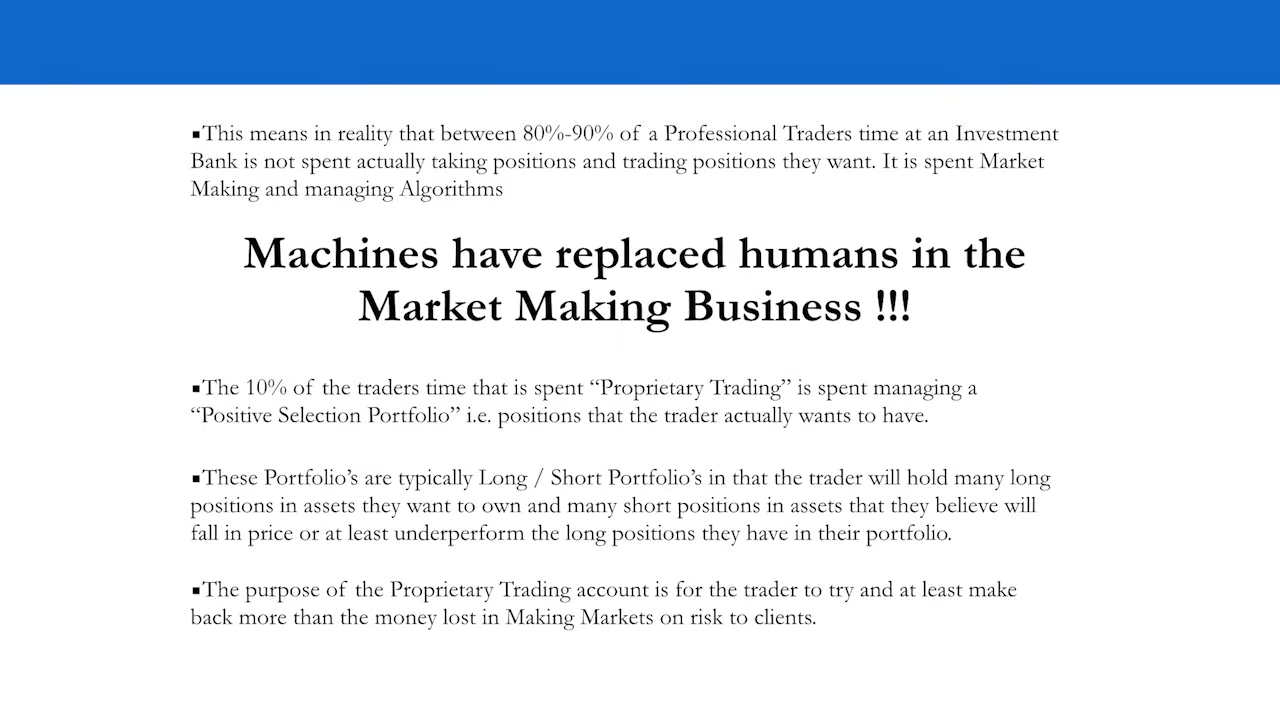 ▪This means in reality that between 80%-90% of a Professional Traders time at an Investment
Bank is not spent actually taking positions and trading positions they want. It is spent Market
Making and managing Algorithms
Machines have replaced humans in the
Market Making Business !!!
▪The 10% of the traders time that is spent “Proprietary Trading” is spent managing a
“Positive Selection Portfolio” i.e. positions that the trader actually wants to have.
▪These Portfolio’s are typically Long / Short Portfolio’s in that the trader will hold many long
positions in assets they want to own and many short positions in assets that they believe will
fall in price or at least underperform the long positions they have in their portfolio.
▪The purpose of the Proprietary Trading account is for the trader to try and at least make
back more than the money lost in Making Markets on risk to clients.